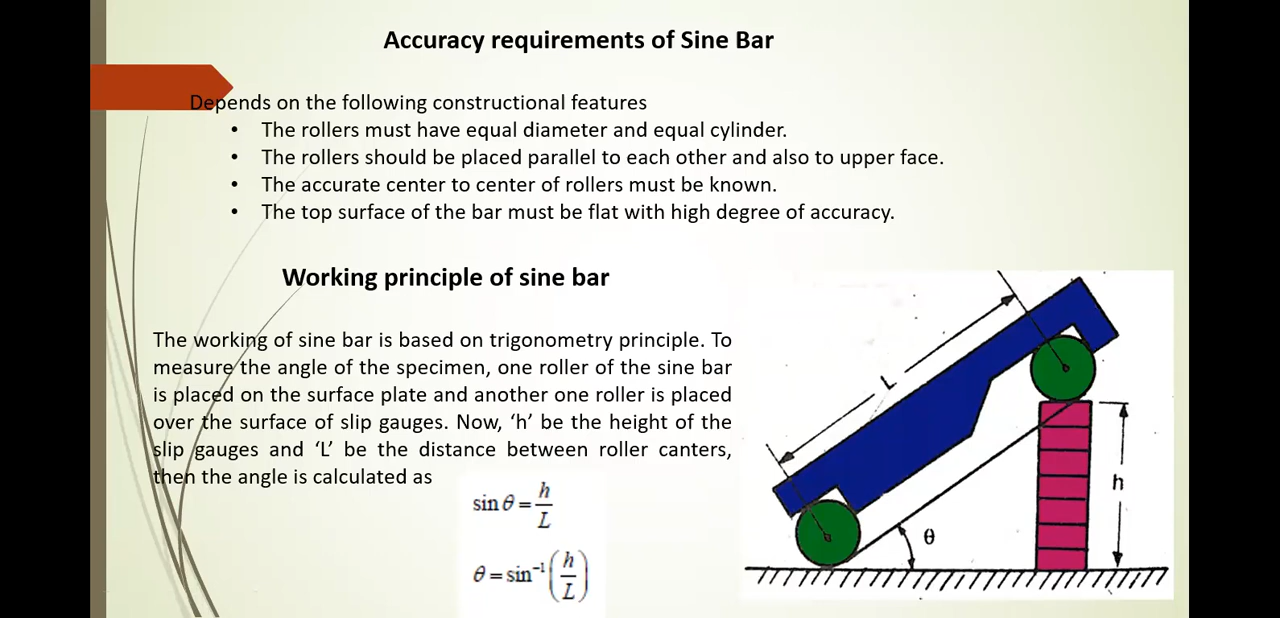 Accuracy requirements of Sine Bar
Depends on the following constructional features
• The rollers must have equal diameter and equal cylinder.
• The rollers should be placed parallel to each other and also to upper face.
• The accurate center to center of rollers must be known.
• The top surface of the bar must be flat with high degree of accuracy.
Working principle of sine bar
The working of sine bar is based on trigonometry principle. To
measure the angle of the specimen, one roller of the sine bar
is placed on the surface plate and another one roller is placed
over the surface of slip gauges. Now, ‘h’ be the height of the
slip gauges and ‘L’ be the distance between roller canters,
then the angle is calculated as
sin θ = h/L
θ = sin⁻¹(h/L)
L
h
θ